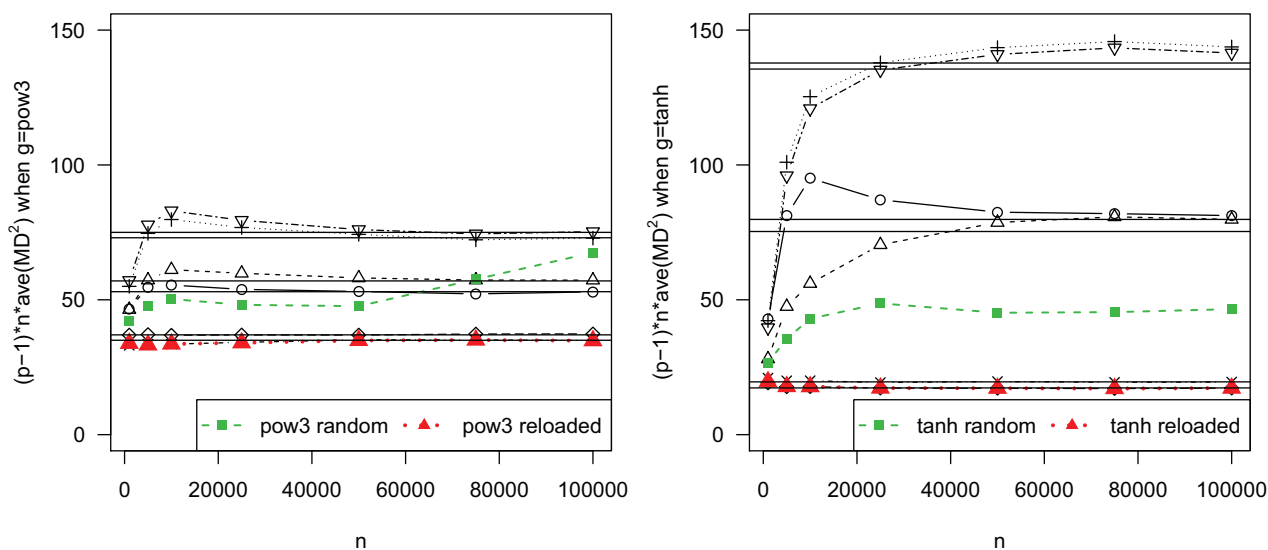 (p−1)*n*ave(MD²) when g=pow3
150
100
50
0
pow3 random
pow3 reloaded
0
20000
40000
60000
80000
100000
n
(p−1)*n*ave(MD²) when g=tanh
150
100
50
0
tanh random
tanh reloaded
0
20000
40000
60000
80000
100000
n